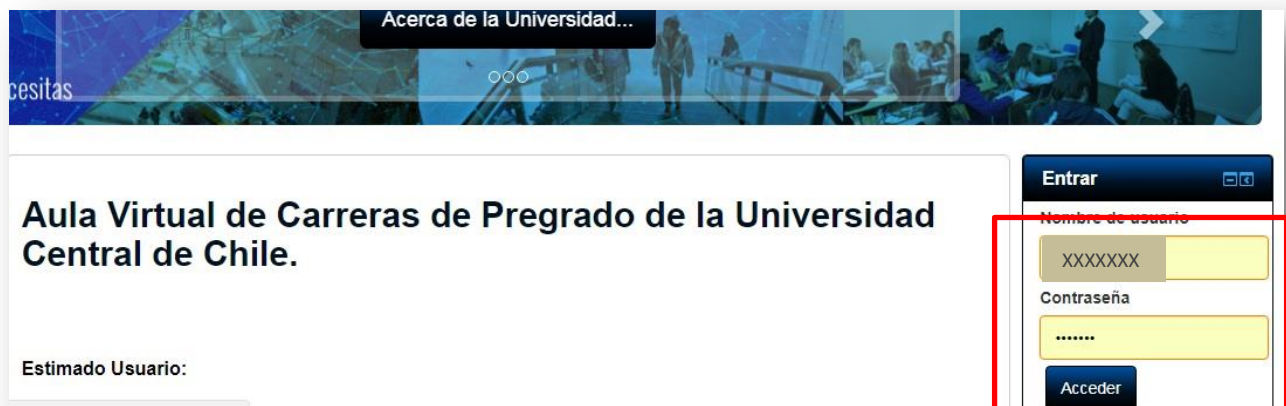 Acerca de la Universidad...
cesitas
Entrar
Aula Virtual de Carreras de Pregrado de la Universidad
Central de Chile.
Nombre de usuario
XXXXXXX
Contraseña
•••••••
Estimado Usuario:
Acceder